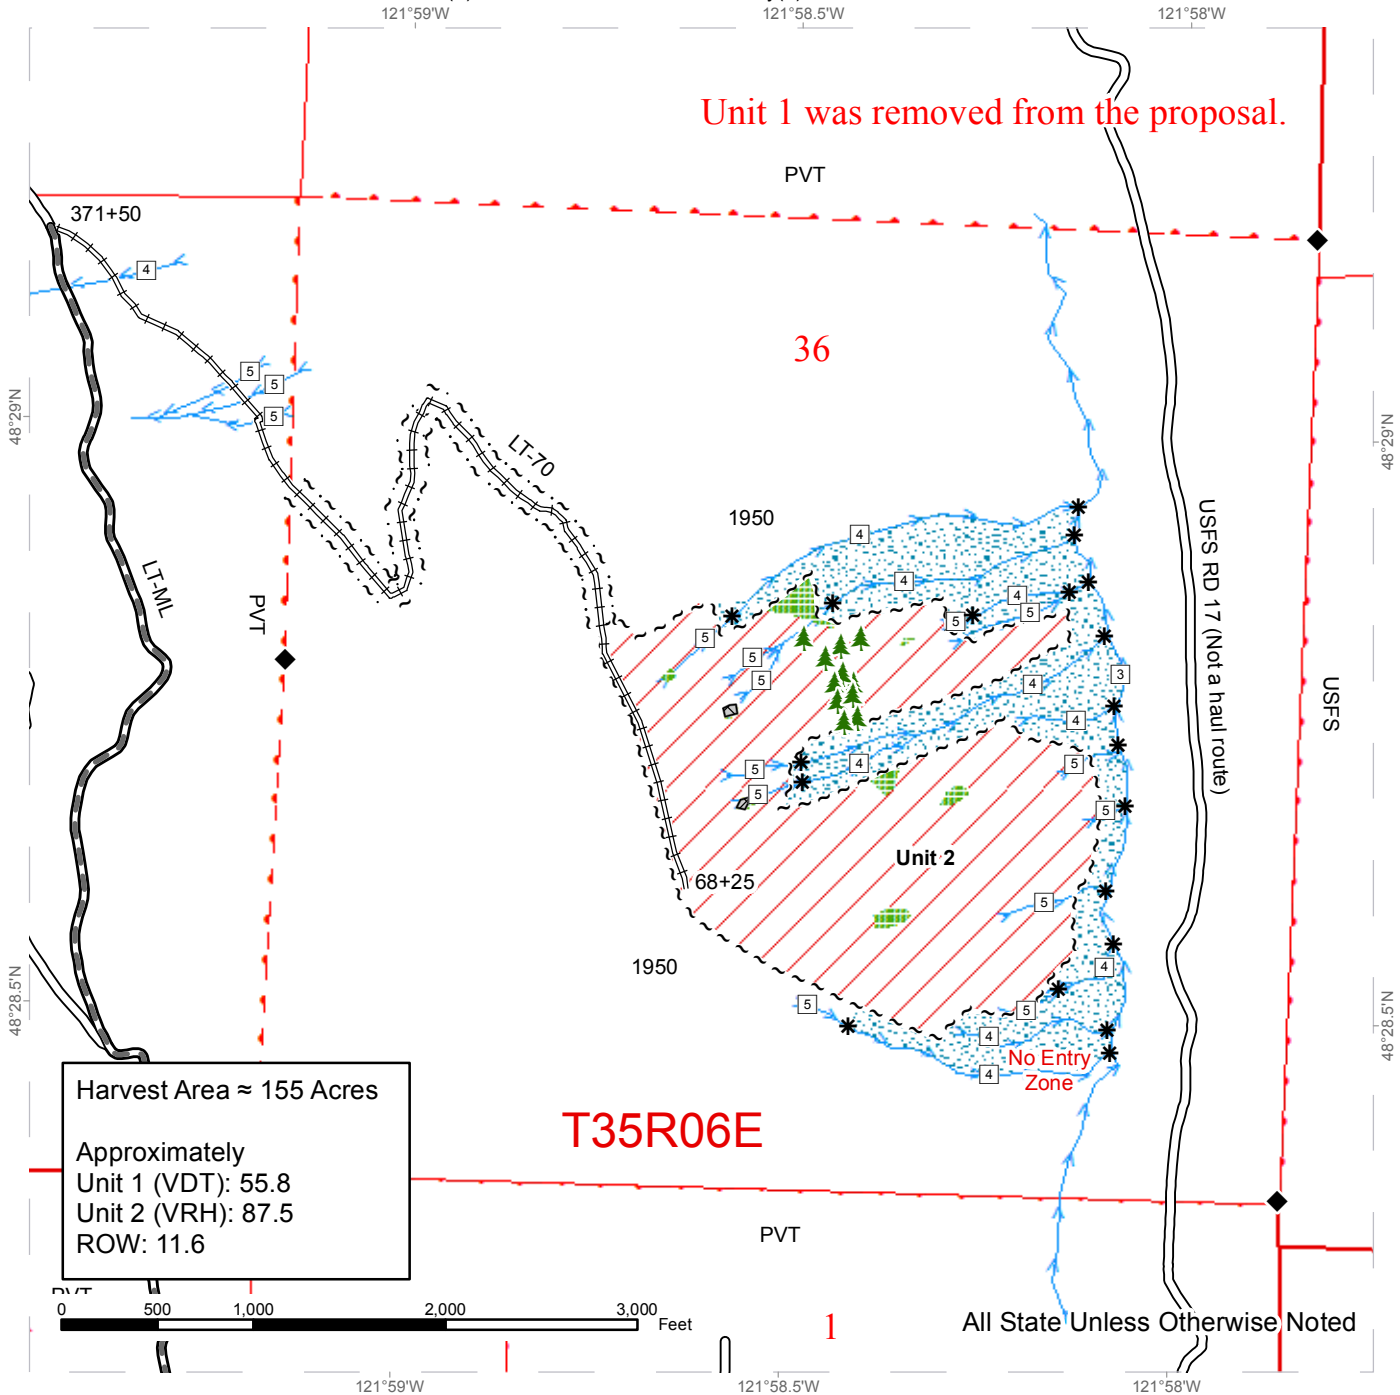 121°59'W
121°58.5'W
121°58'W
Unit 1 was removed from the proposal.
PVT
371+50
4
36
5
5
5
48°29'N
48°29'N
LT-70
1950
4
4
4
5
5
5
5
5
4
3
4
LT-ML
PVT
USFS RD 17 (Not a haul route)
USFS
5
4
5
5
5
Unit 2
68+25
5
1950
4
5
5
4
No Entry
Zone
4
48°28.5'N
48°28.5'N
Harvest Area ≈ 155 Acres
Approximately
Unit 1 (VDT): 55.8
Unit 2 (VRH): 87.5
ROW: 11.6
T35R06E
PVT
PVT
0 500 1,000 2,000 3,000
Feet
1
All State Unless Otherwise Noted
121°59'W
121°58.5'W
121°58'W